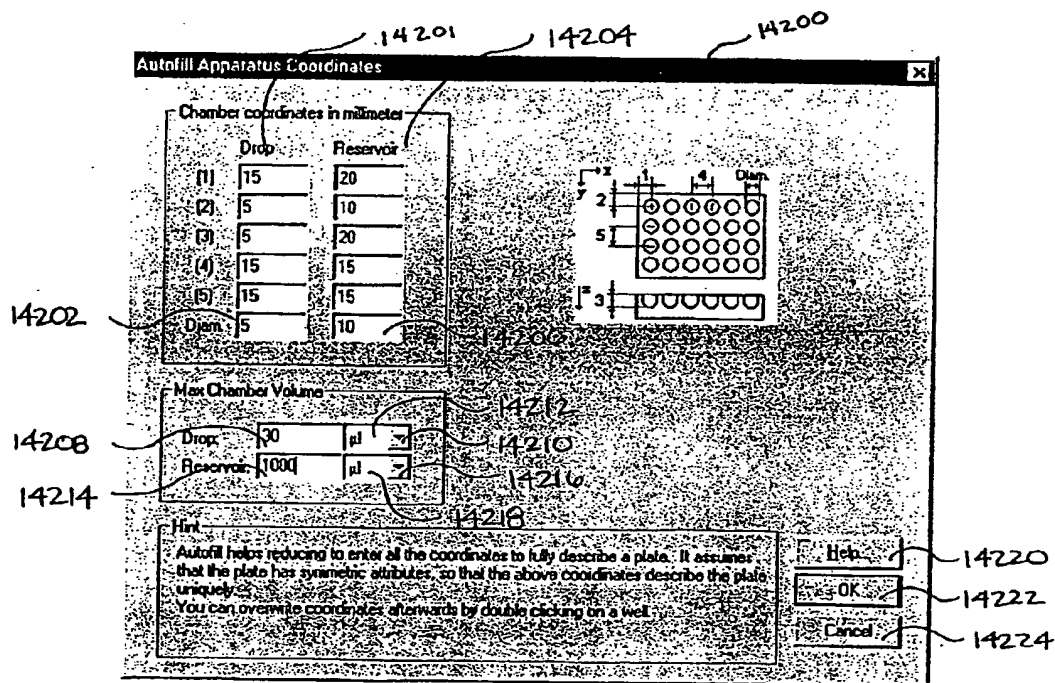 14201 14204 14200
Autofill Apparatus Coordinates
Chamber coordinates in millimeter
Drop Reservoir
(1) 15 20
(2) 5 10
(3) 5 20
(4) 15 15
(5) 15 15
14202 Diam.: 5 10
x y 1 4 Diam.
2
5
z 3
Max Chamber Volume
14212
14208 Drop: 30 µl 14210
Reservoir: 1000 µl 14216
14214 14218
Hint
Autofill helps reducing to enter all the coordinates to fully describe a plate. It assumes
that the plate has symmetric attributes, so that the above coordinates describe the plate
uniquely.
You can overwrite coordinates afterwards by double clicking on a well.
Help... 14220
OK 14222
Cancel 14224